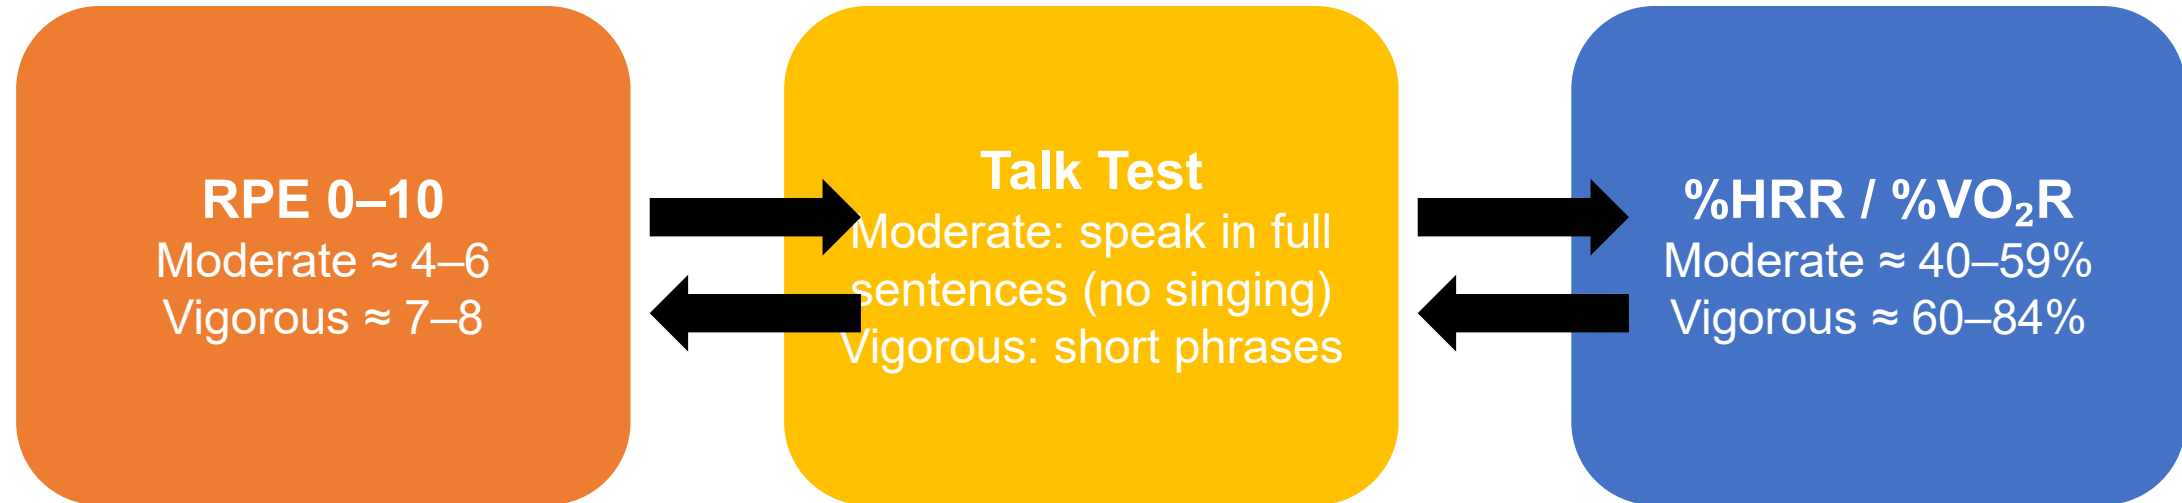 RPE 0–10
Moderate ≈ 4–6
Vigorous ≈ 7–8
Talk Test
Moderate: speak in full
sentences (no singing)
Vigorous: short phrases
%HRR / %VO₂R
Moderate ≈ 40–59%
Vigorous ≈ 60–84%